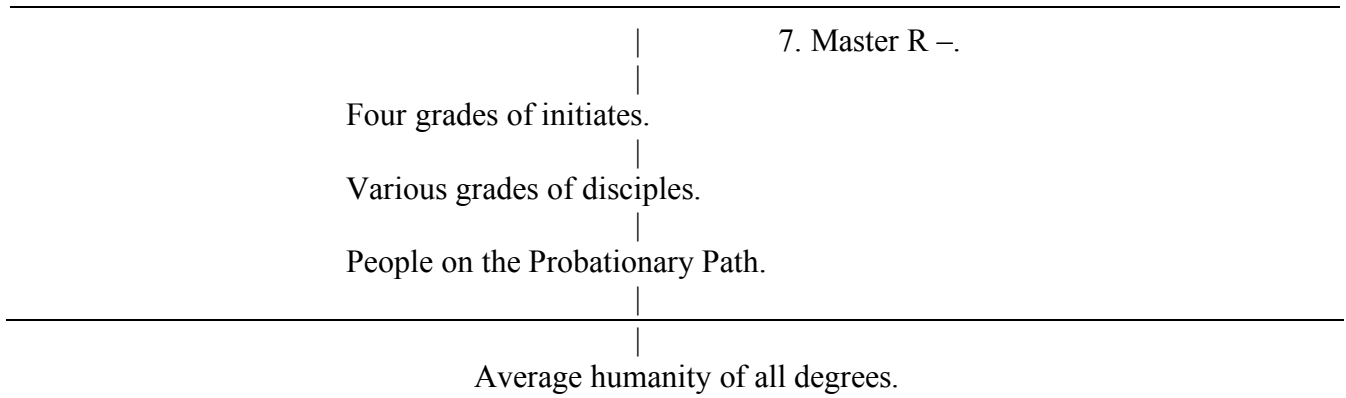 7. Master R –.
Four grades of initiates.
Various grades of disciples.
People on the Probationary Path.
Average humanity of all degrees.